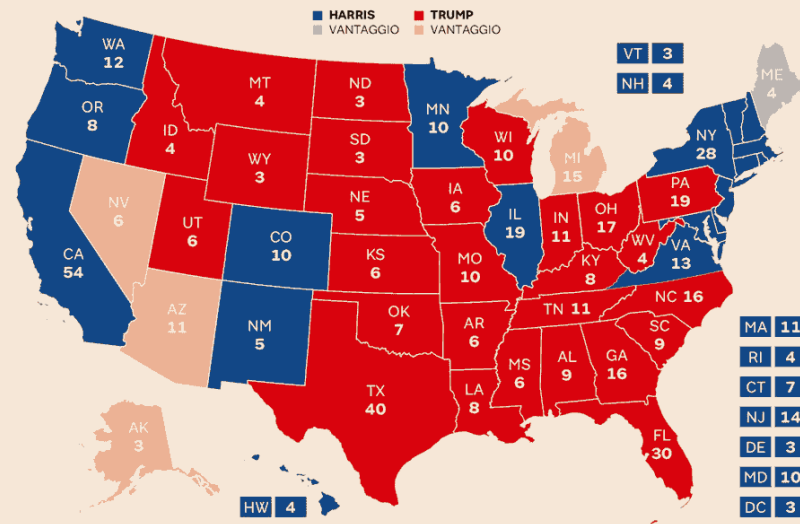 HARRIS TRUMP
VANTAGGIO VANTAGGIO
VT 3
NH 4
WA
12
OR
8
CA
54
NV
6
ID
4
MT
4
WY
3
UT
6
AZ
11
CO
10
NM
5
ND
3
SD
3
NE
5
KS
6
OK
7
TX
40
MN
10
IA
6
MO
10
AR
6
LA
8
WI
10
IL
19
MI
15
IN
11
OH
17
KY
8
TN 11
MS
6
AL
9
GA
16
FL
30
SC
9
NC 16
VA
13
WV
4
PA
19
NY
28
ME
4
AK
3
HW 4
MA 11
RI 4
CT 7
NJ 14
DE 3
MD 10
DC 3